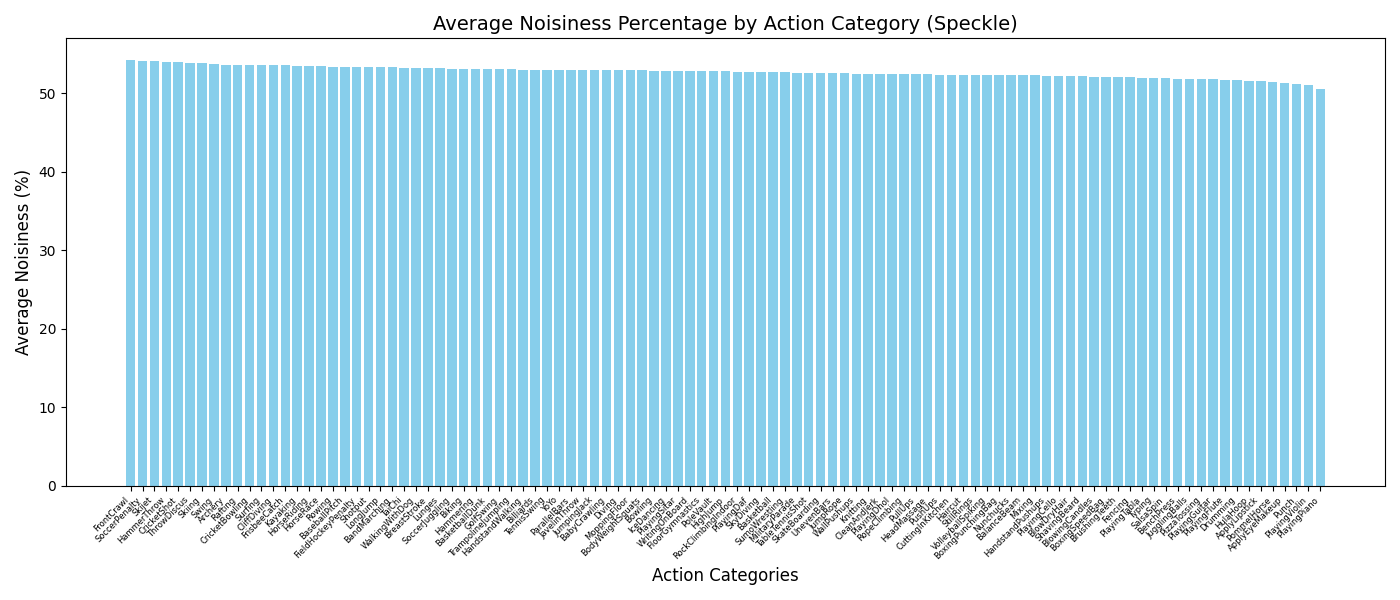 Average Noisiness Percentage by Action Category (Speckle)
Average Noisiness (%)
50
40
30
20
10
0
FrontCrawl
SoccerPenalty
SkiJet
HammerThrow
CricketShot
ThrowDiscus
Skiing
Swing
Archery
Rafting
CricketBowling
Surfing
CliffDiving
FrisbeeCatch
Kayaking
HorseRiding
HorseRace
Rowing
BaseballPitch
FieldHockeyPenalty
Shotput
LongJump
BandMarching
TaiChi
WalkingWithDog
BreastStroke
Lunges
SoccerJuggling
Biking
Hammering
BasketballDunk
GolfSwing
TrampolineJumping
HandstandWalking
Billiards
TennisSwing
YoYo
ParallelBars
JavelinThrow
JumpingJack
BabyCrawling
Diving
MoppingFloor
BodyWeightSquats
Bowling
IceDancing
PlayingSitar
WritingOnBoard
FloorGymnastics
PoleVault
HighJump
RockClimbingIndoor
PlayingDaf
SkyDiving
Basketball
SumoWrestling
MilitaryParade
TableTennisShot
SkateBoarding
UnevenBars
JumpRope
WallPushups
Knitting
CleanAndJerk
PlayingDhol
RopeClimbing
PullUps
HeadMassage
PushUps
CuttingInKitchen
Haircut
StillRings
VolleyballSpiking
BoxingPunchingBag
Nunchucks
BalanceBeam
Mixing
HandstandPushups
PlayingCello
BlowDryHair
ShavingBeard
BlowingCandles
BoxingSpeedBag
BrushingTeeth
Fencing
Playing Tabla
Typing
SalsaSpin
BenchPress
JugglingBalls
PizzaTossing
PlayingGuitar
PlayingFlute
Drumming
HulaHoop
ApplyLipstick
PommelHorse
ApplyEyeMakeup
Punch
PlayingViolin
PlayingPiano
Action Categories